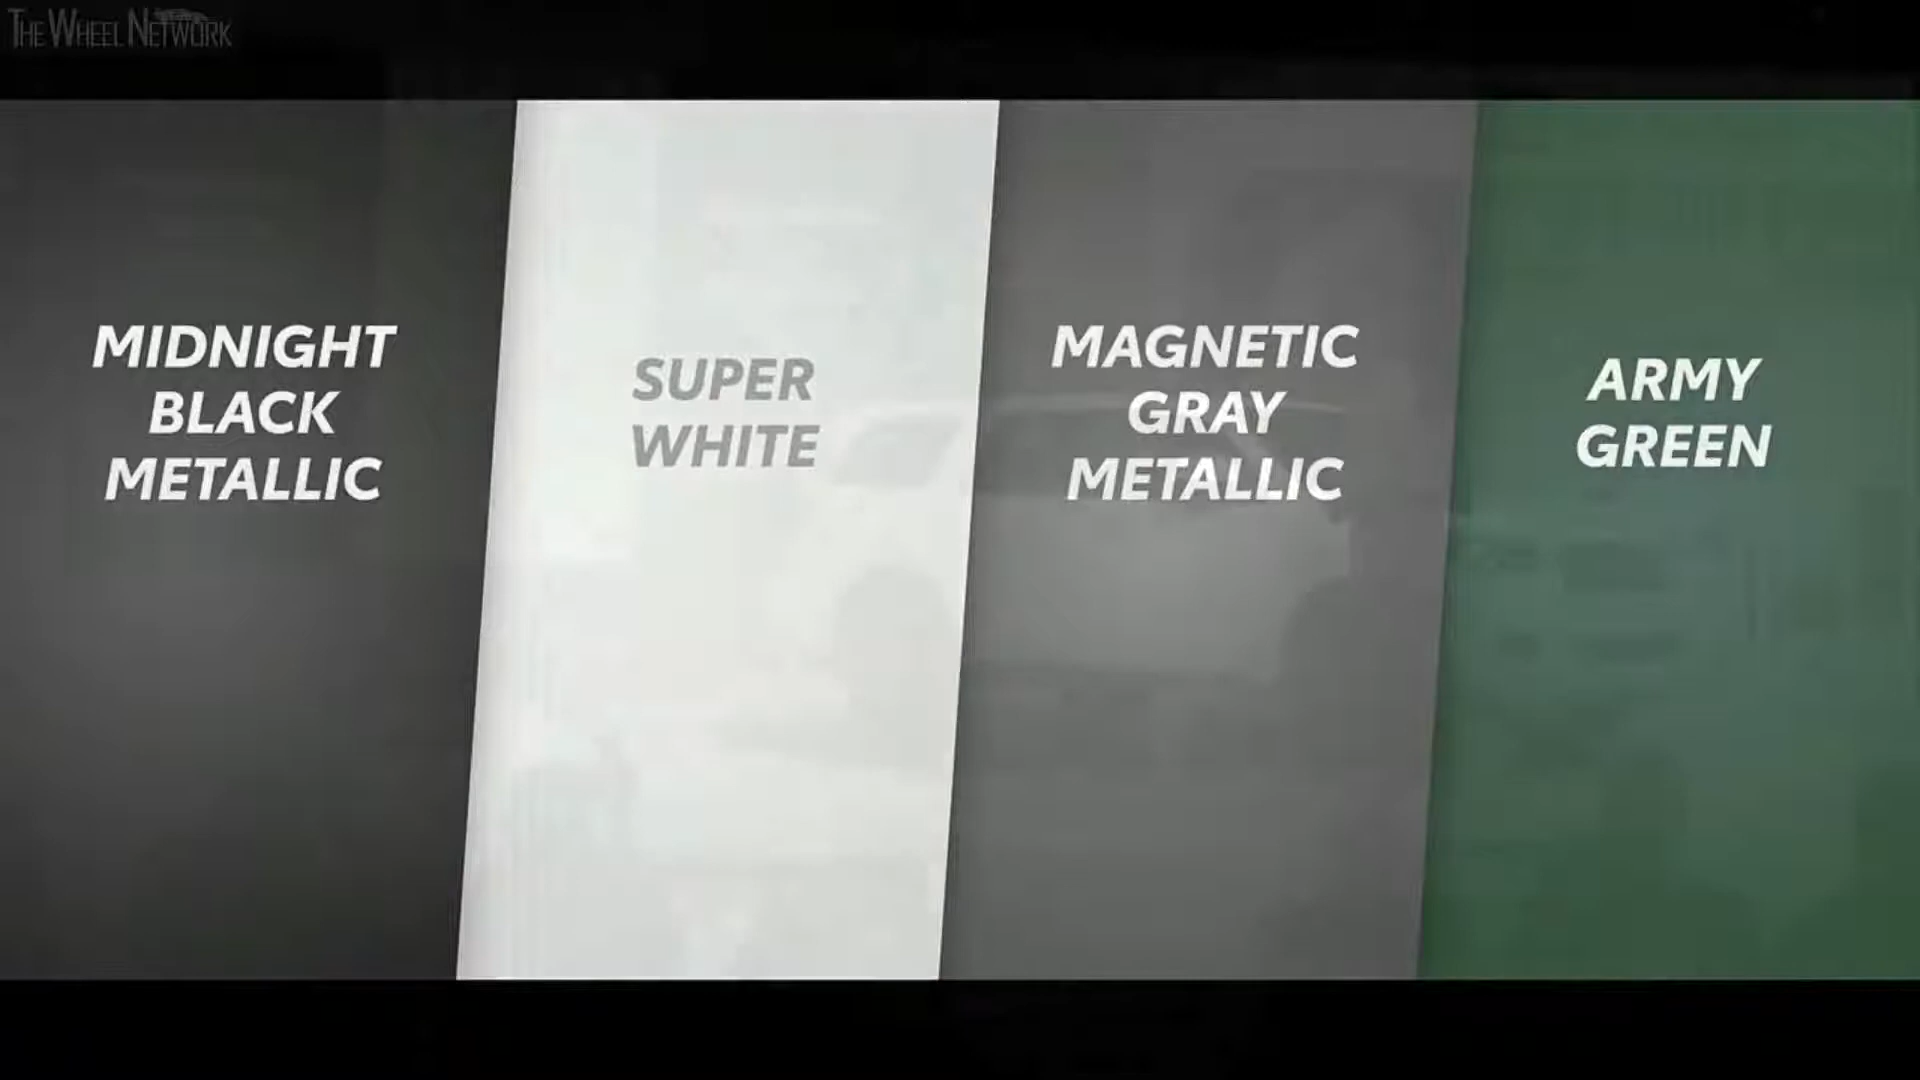 THE WHEEL NETWORK
MIDNIGHT
BLACK
METALLIC
SUPER
WHITE
MAGNETIC
GRAY
METALLIC
ARMY
GREEN